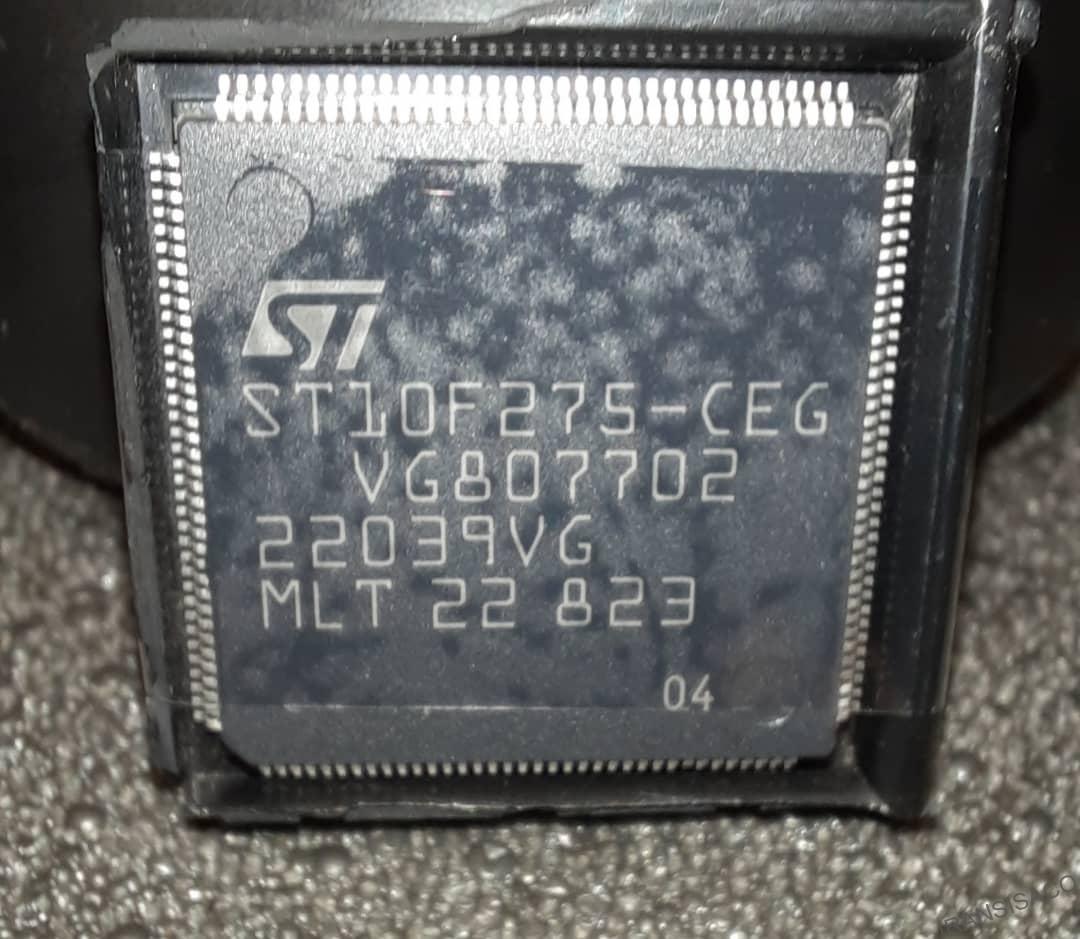 ST
ST10F275-CEG
VG807702
22039VG
MLT 22 823
04